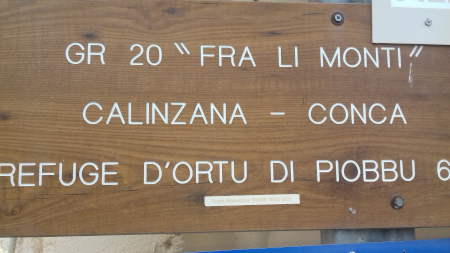 GR 20 "FRA LI MONTI"
CALINZANA - CONCA
REFUGE D'ORTU DI PIOBBU 6